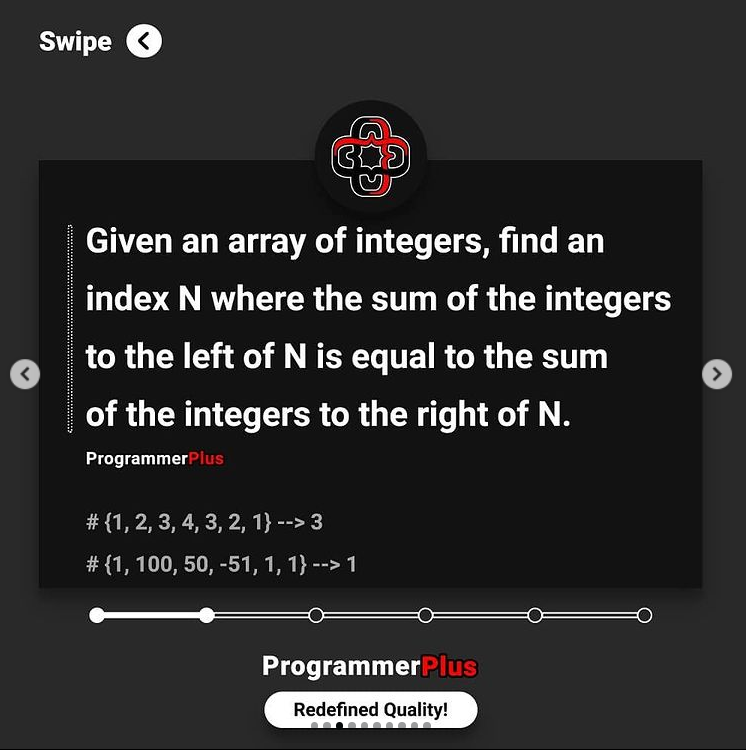 Swipe
Given an array of integers, find an
index N where the sum of the integers
to the left of N is equal to the sum
of the integers to the right of N.
ProgrammerPlus
# {1, 2, 3, 4, 3, 2, 1} --> 3
# {1, 100, 50, -51, 1, 1} --> 1
ProgrammerPlus
Redefined Quality!